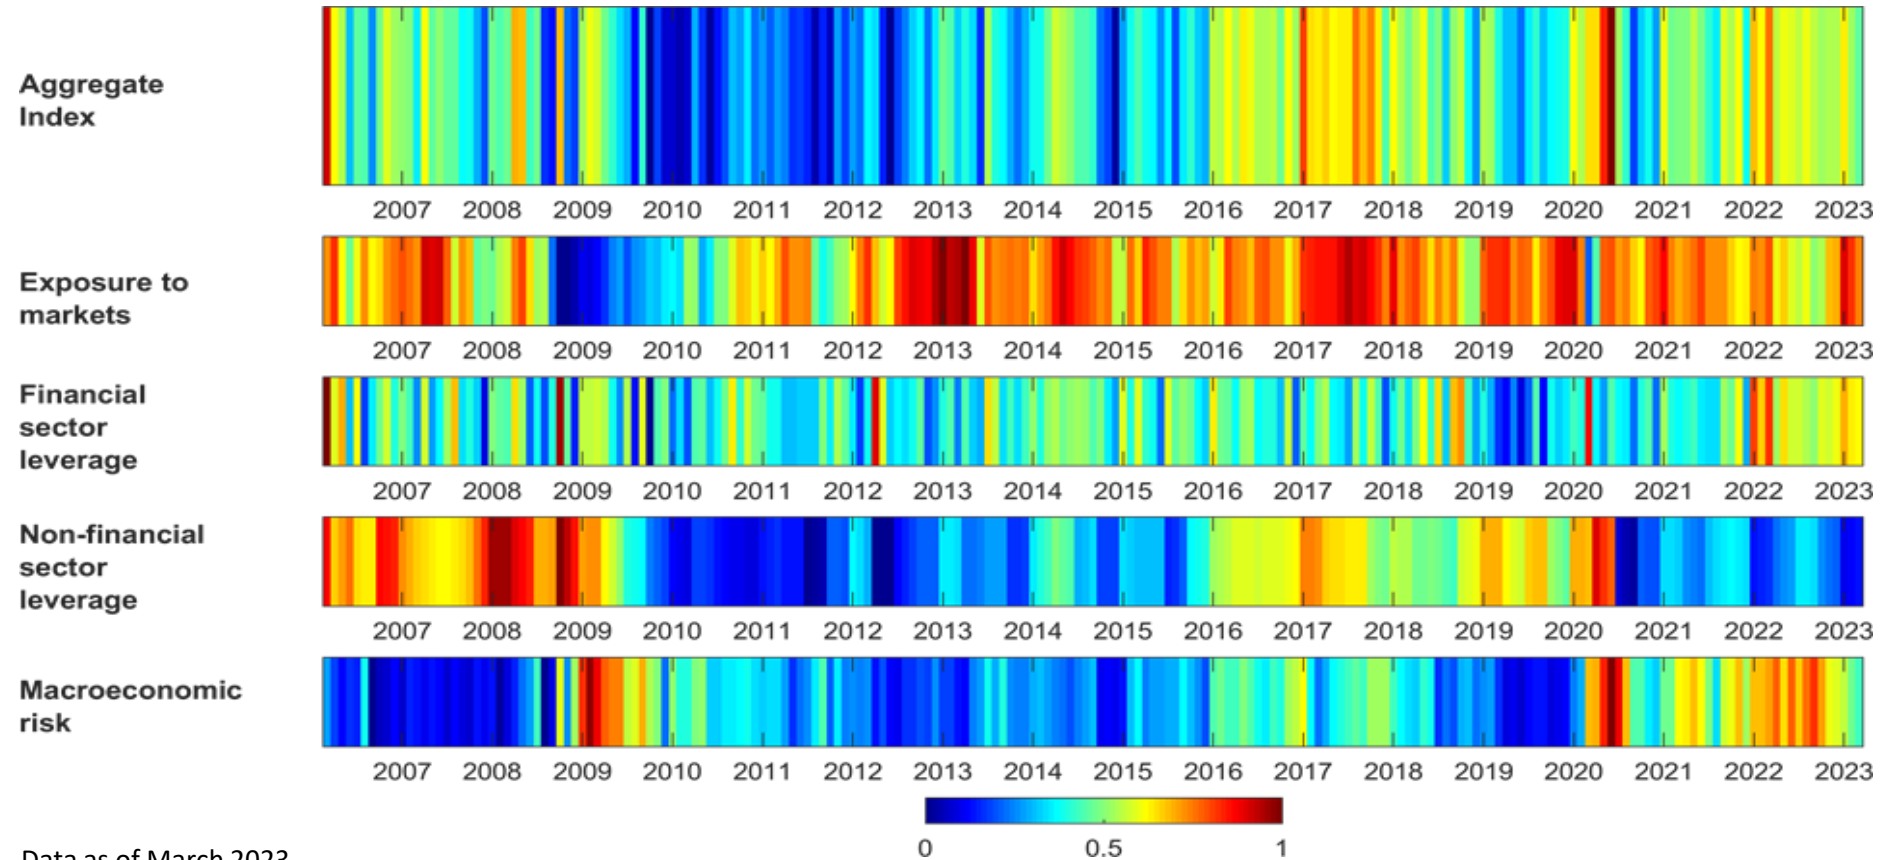 Aggregate
Index
2007 2008 2009 2010 2011 2012 2013 2014 2015 2016 2017 2018 2019 2020 2021 2022 2023
Exposure to
markets
2007 2008 2009 2010 2011 2012 2013 2014 2015 2016 2017 2018 2019 2020 2021 2022 2023
Financial
sector
leverage
2007 2008 2009 2010 2011 2012 2013 2014 2015 2016 2017 2018 2019 2020 2021 2022 2023
Non-financial
sector
leverage
2007 2008 2009 2010 2011 2012 2013 2014 2015 2016 2017 2018 2019 2020 2021 2022 2023
Macroeconomic
risk
2007 2008 2009 2010 2011 2012 2013 2014 2015 2016 2017 2018 2019 2020 2021 2022 2023
0 0.5 1
Data as of March 2023